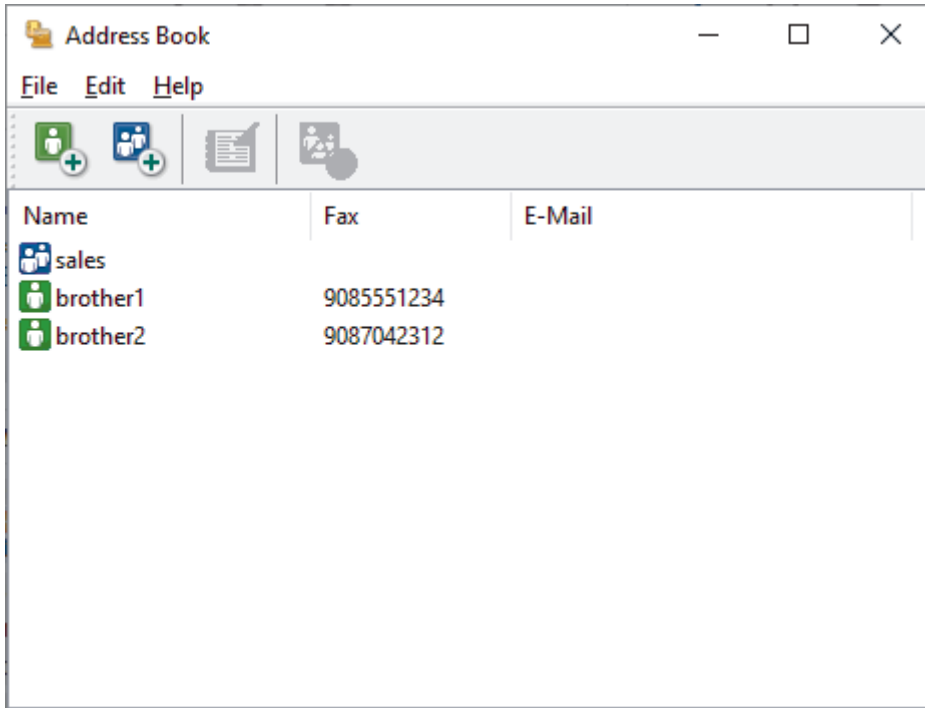 Address Book
File Edit Help
Name Fax E-Mail
sales
brother1 9085551234
brother2 9087042312